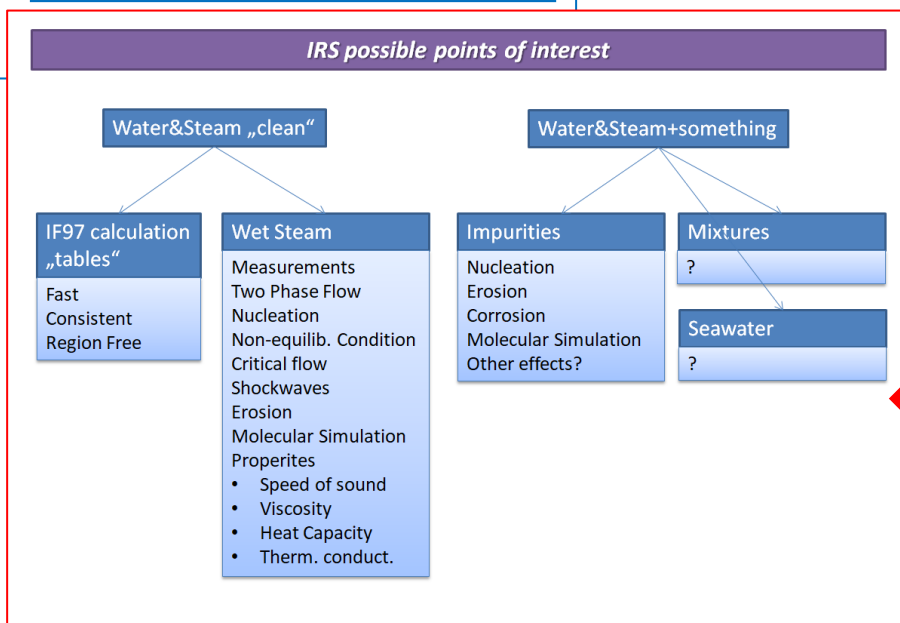 IRS possible points of interest
Water&Steam „clean“
Water&Steam+something
IF97 calculation
„tables“
Fast
Consistent
Region Free
Wet Steam
Measurements
Two Phase Flow
Nucleation
Non-equilib. Condition
Critical flow
Shockwaves
Erosion
Molecular Simulation
Properites
• Speed of sound
• Viscosity
• Heat Capacity
• Therm. conduct.
Impurities
Nucleation
Erosion
Corrosion
Molecular Simulation
Other effects?
Mixtures
?
Seawater
?